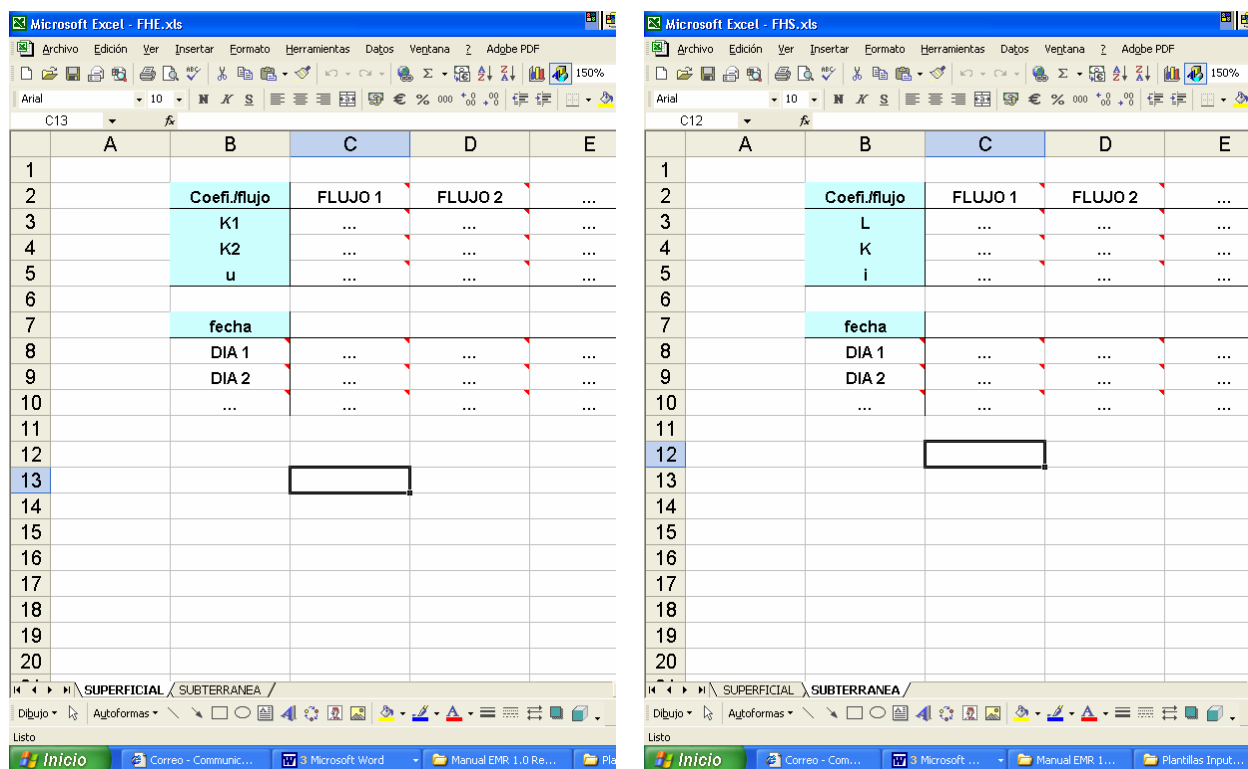 Microsoft Excel - FHE.xls
Archivo Edición Ver Insertar Formato Herramientas Datos Ventana ? Adobe PDF
150%
Arial 10 N K S € % 000
C13 fx
A B C D E
1
2 Coefi./flujo FLUJO 1 FLUJO 2 ...
3 K1 ... ... ...
4 K2 ... ... ...
5 u ... ... ...
6
7 fecha
8 DIA 1 ... ... ...
9 DIA 2 ... ... ...
10 ... ... ... ...
11
12
13
14
15
16
17
18
19
20
SUPERFICIAL SUBTERRANEA
Dibujo Autoformas
Listo
Inicio Correo - Communic... 3 Microsoft Word Manual EMR 1.0 Re... Pla
Microsoft Excel - FHS.xls
Archivo Edición Ver Insertar Formato Herramientas Datos Ventana ? Adobe PDF
150%
Arial 10 N K S € % 000
C12 fx
A B C D E
1
2 Coefi./flujo FLUJO 1 FLUJO 2 ...
3 L ... ... ...
4 K ... ... ...
5 i ... ... ...
6
7 fecha
8 DIA 1 ... ... ...
9 DIA 2 ... ... ...
10 ... ... ... ...
11
12
13
14
15
16
17
18
19
20
SUPERFICIAL SUBTERRANEA
Dibujo Autoformas
Listo
Inicio Correo - Com... 3 Microsoft ... Manual EMR 1... Plantillas Input...